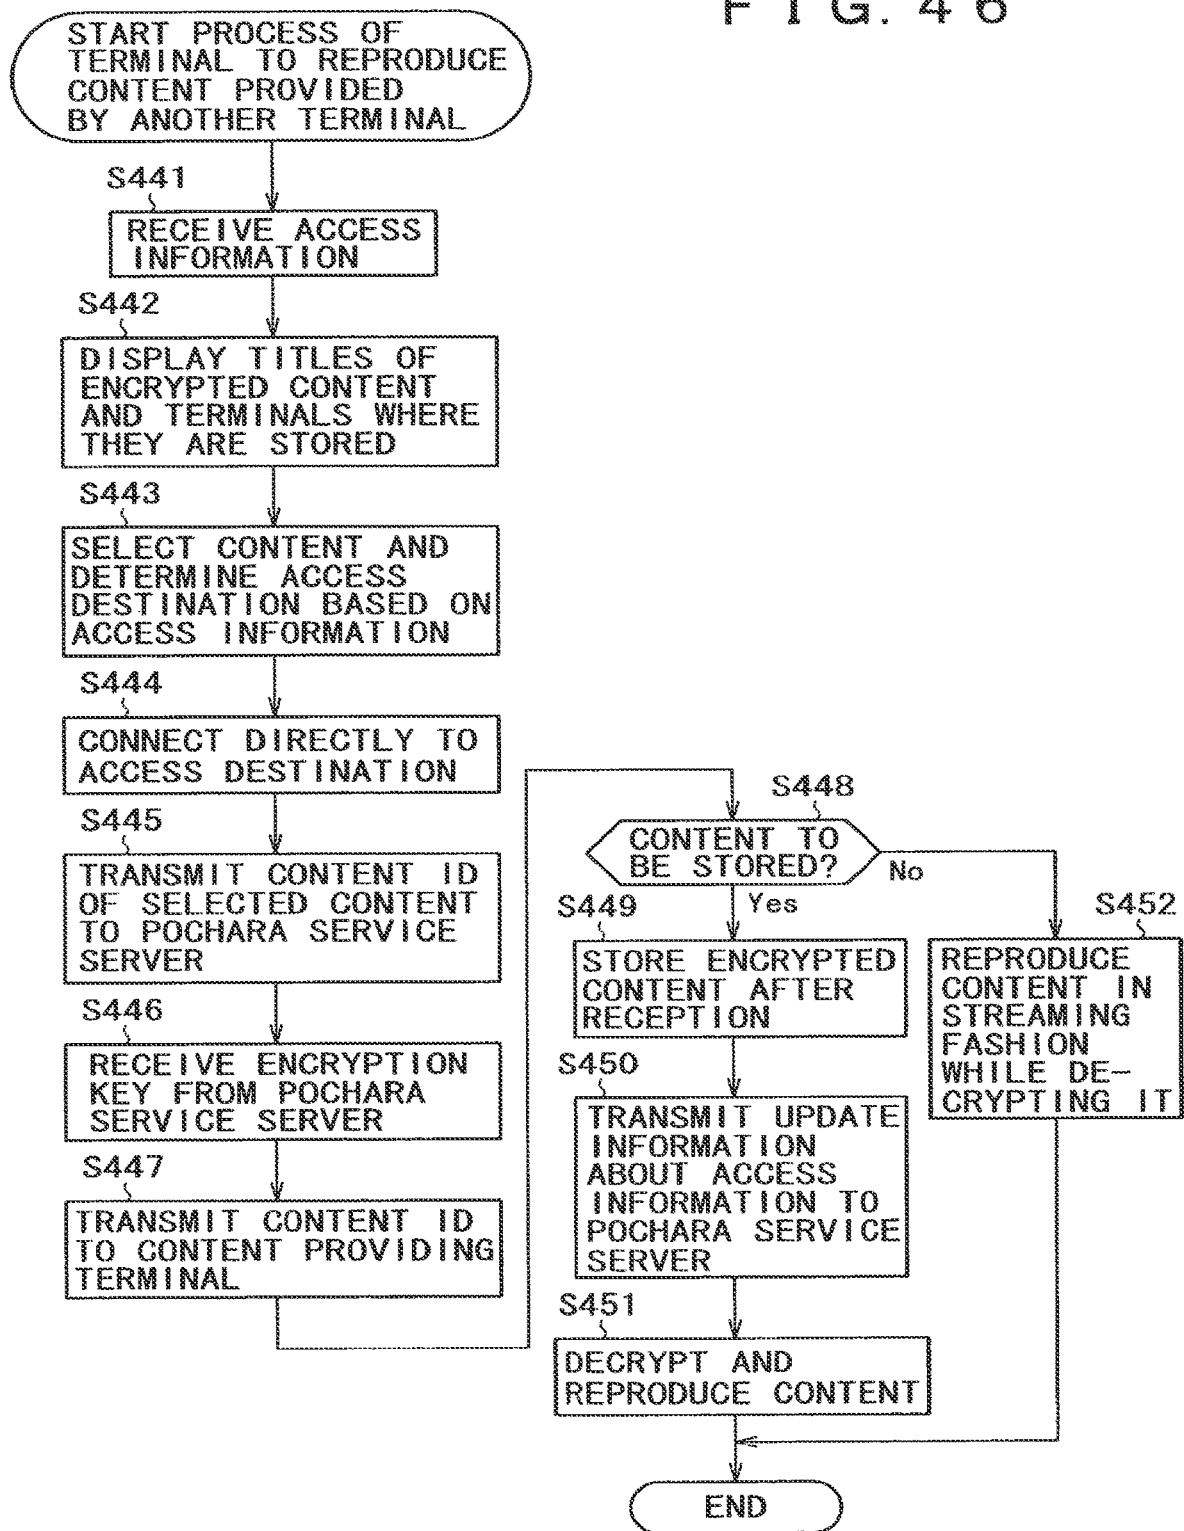 FIG. 46
START PROCESS OF
TERMINAL TO REPRODUCE
CONTENT PROVIDED
BY ANOTHER TERMINAL
S441
RECEIVE ACCESS
INFORMATION
S442
DISPLAY TITLES OF
ENCRYPTED CONTENT
AND TERMINALS WHERE
THEY ARE STORED
S443
SELECT CONTENT AND
DETERMINE ACCESS
DESTINATION BASED ON
ACCESS INFORMATION
S444
CONNECT DIRECTLY TO
ACCESS DESTINATION
S445
TRANSMIT CONTENT ID
OF SELECTED CONTENT
TO POCHARA SERVICE
SERVER
S446
RECEIVE ENCRYPTION
KEY FROM POCHARA
SERVICE SERVER
S447
TRANSMIT CONTENT ID
TO CONTENT PROVIDING
TERMINAL
S448
CONTENT TO
BE STORED?
No
Yes
S449
STORE ENCRYPTED
CONTENT AFTER
RECEPTION
S450
TRANSMIT UPDATE
INFORMATION
ABOUT ACCESS
INFORMATION TO
POCHARA SERVICE
SERVER
S451
DECRYPT AND
REPRODUCE CONTENT
S452
REPRODUCE
CONTENT IN
STREAMING
FASHION
WHILE DE-
CRYPTING IT
END